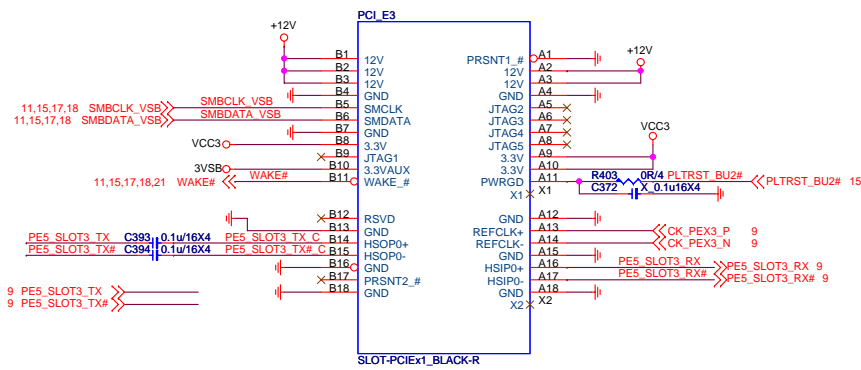 PCI_E3
+12V
B1 12V PRSNT1_# A1
B2 12V 12V A2 +12V
B3 12V 12V A3
B4 GND GND A4
11,15,17,18 SMBCLK_VSB SMBCLK_VSB B5 SMCLK JTAG2 A5
11,15,17,18 SMBDATA_VSB SMBDATA_VSB B6 SMDATA JTAG3 A6
B7 GND JTAG4 A7
VCC3 B8 3.3V JTAG5 A8 VCC3
B9 JTAG1 3.3V A9
3VSB B10 3.3VAUX 3.3V A10
11,15,17,18,21 WAKE# WAKE# B11 WAKE_# PWRGD A11 R403 0R/4 PLTRST_BU2# PLTRST_BU2# 15
X1 X1 C372 X_0.1u16X4
B12 RSVD GND A12
B13 GND REFCLK+ A13 CK_PEX3_P 9
PE5_SLOT3_TX C393 0.1u/16X4 PE5_SLOT3_TX_C B14 HSOP0+ REFCLK- A14 CK_PEX3_N 9
PE5_SLOT3_TX# C394 0.1u/16X4 PE5_SLOT3_TX#_C B15 HSOP0- GND A15
B16 GND HSIP0+ A16 PE5_SLOT3_RX PE5_SLOT3_RX 9
B17 PRSNT2_# HSIP0- A17 PE5_SLOT3_RX# PE5_SLOT3_RX# 9
9 PE5_SLOT3_TX B18 GND GND A18
9 PE5_SLOT3_TX# X2 X2
SLOT-PCIEx1_BLACK-R